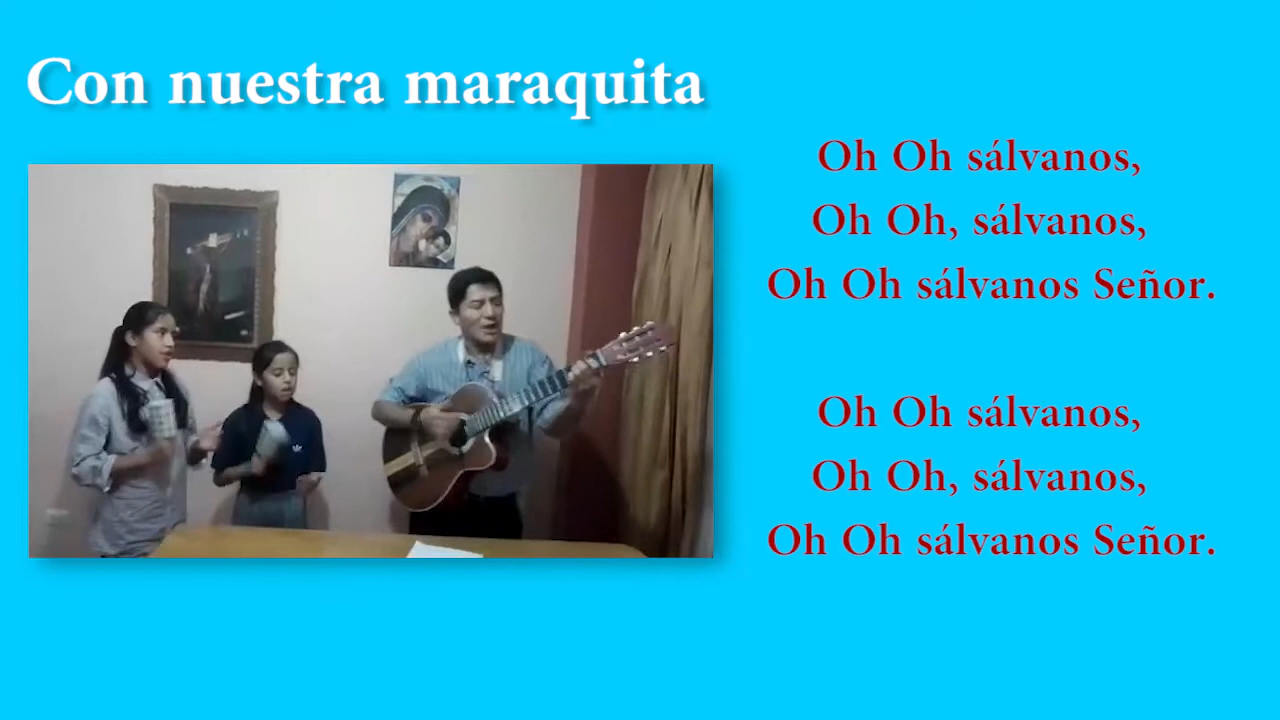 Con nuestra maraquita
Oh Oh sálvanos,
Oh Oh, sálvanos,
Oh Oh sálvanos Señor.
Oh Oh sálvanos,
Oh Oh, sálvanos,
Oh Oh sálvanos Señor.